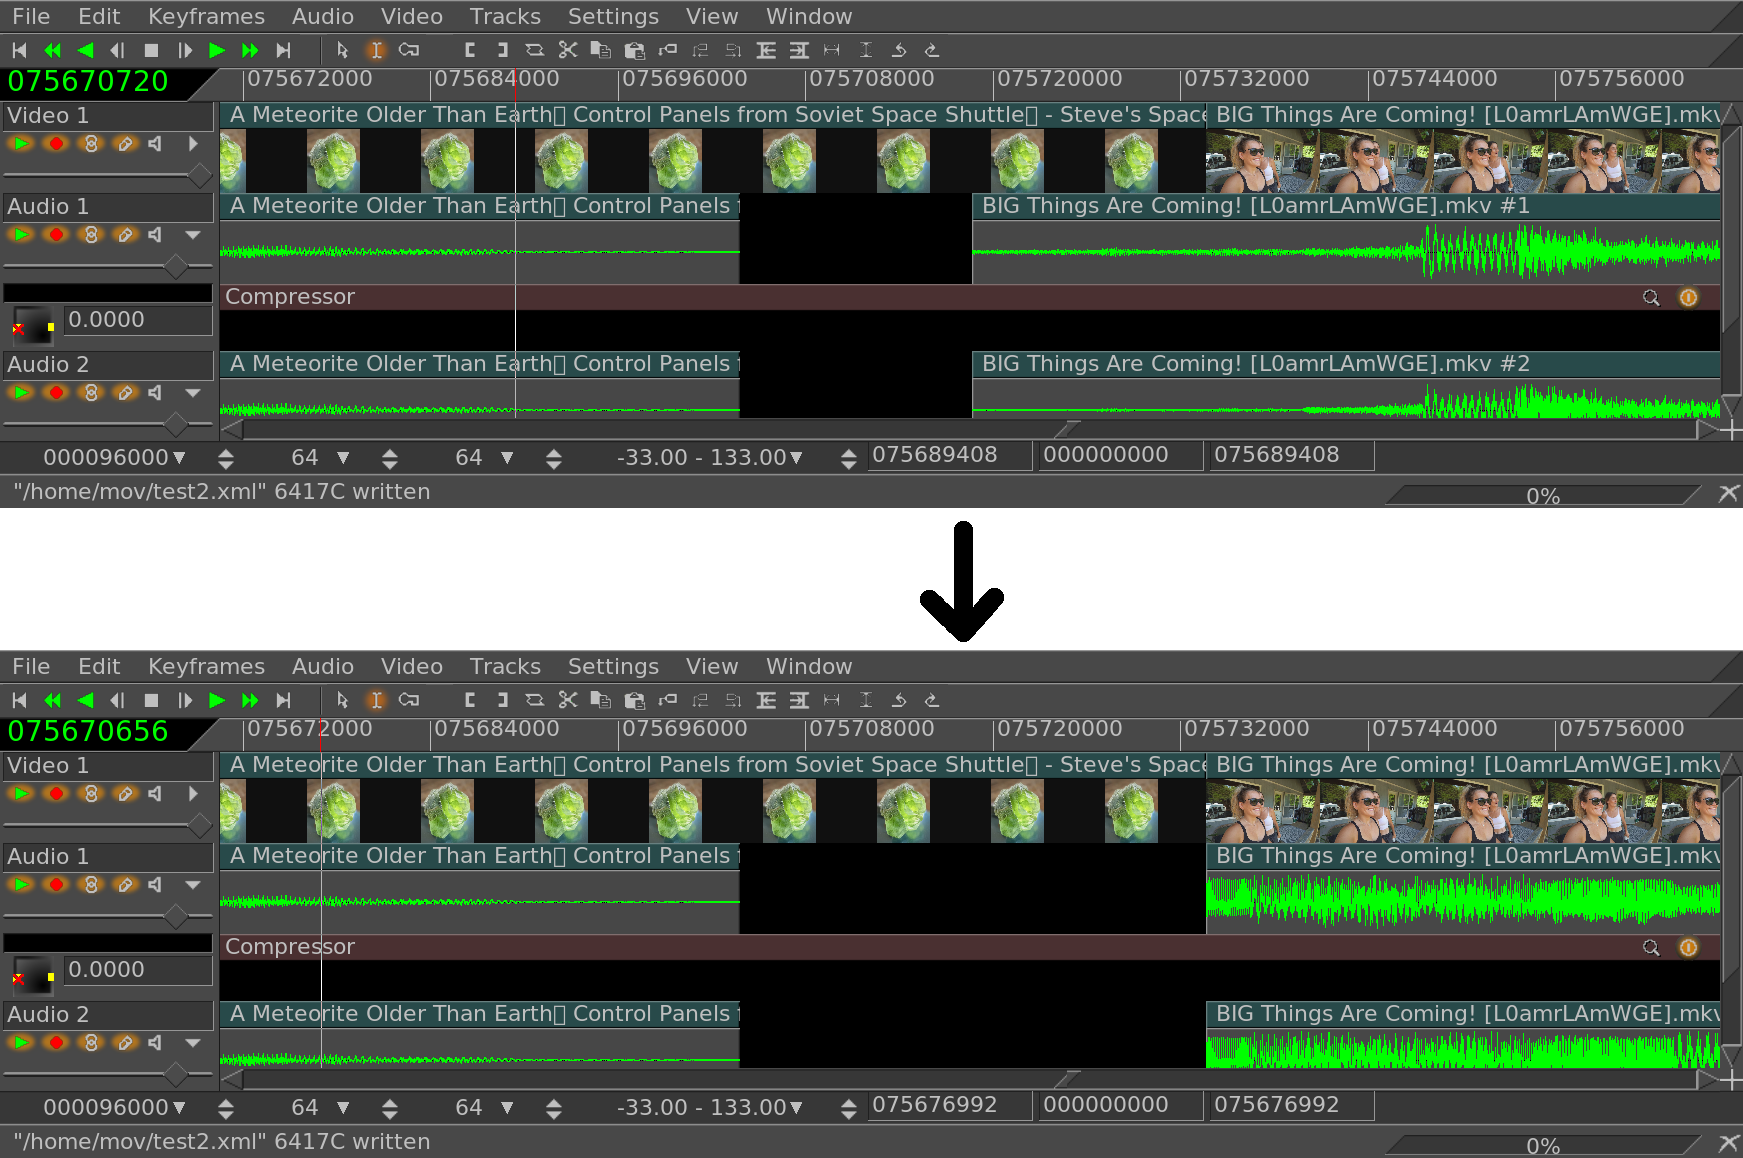 File Edit Keyframes Audio Video Tracks Settings View Window
075670720 075672000 075684000 075696000 075708000 075720000 075732000 075744000 075756000
Video 1
A Meteorite Older Than Earth▯ Control Panels from Soviet Space Shuttle▯ - Steve's Space BIG Things Are Coming! [L0amrLAmWGE].mkv
Audio 1
A Meteorite Older Than Earth▯ Control Panels f BIG Things Are Coming! [L0amrLAmWGE].mkv #1
Compressor
0.0000
Audio 2
A Meteorite Older Than Earth▯ Control Panels f BIG Things Are Coming! [L0amrLAmWGE].mkv #2
000096000 64 64 -33.00 - 133.00 075689408 000000000 075689408
"/home/mov/test2.xml" 6417C written 0%
File Edit Keyframes Audio Video Tracks Settings View Window
075670656 075672000 075684000 075696000 075708000 075720000 075732000 075744000 075756000
Video 1
A Meteorite Older Than Earth▯ Control Panels from Soviet Space Shuttle▯ - Steve's Space BIG Things Are Coming! [L0amrLAmWGE].mkv
Audio 1
A Meteorite Older Than Earth▯ Control Panels f BIG Things Are Coming! [L0amrLAmWGE].mkv
Compressor
0.0000
Audio 2
A Meteorite Older Than Earth▯ Control Panels f BIG Things Are Coming! [L0amrLAmWGE].mkv
000096000 64 64 -33.00 - 133.00 075676992 000000000 075676992
"/home/mov/test2.xml" 6417C written 0%